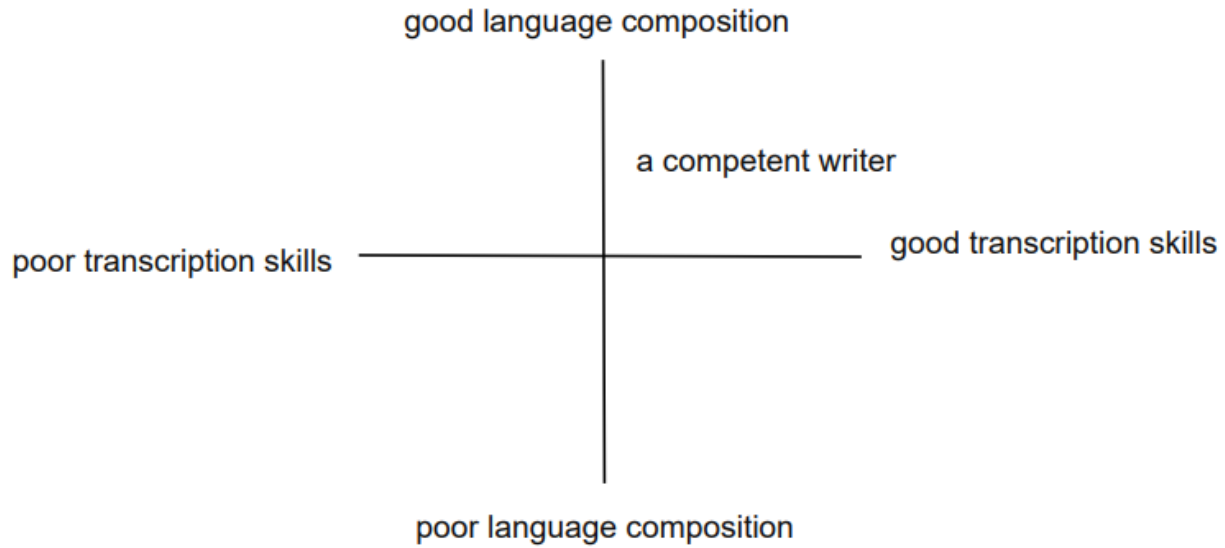 good language composition
a competent writer
good transcription skills
poor transcription skills
poor language composition